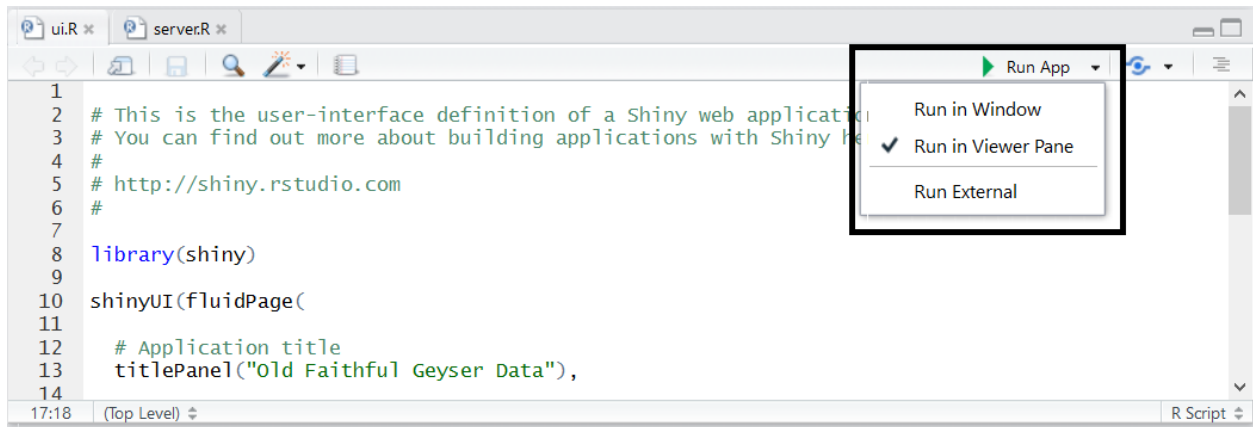 ui.R server.R
Run App
1
2 # This is the user-interface definition of a Shiny web applicatio
3 # You can find out more about building applications with Shiny he
4 #
5 # http://shiny.rstudio.com
6 #
7
8 library(shiny)
9
10 shinyUI(fluidPage(
11
12 # Application title
13 titlePanel("Old Faithful Geyser Data"),
14
Run in Window
Run in Viewer Pane
Run External
17:18 (Top Level) R Script